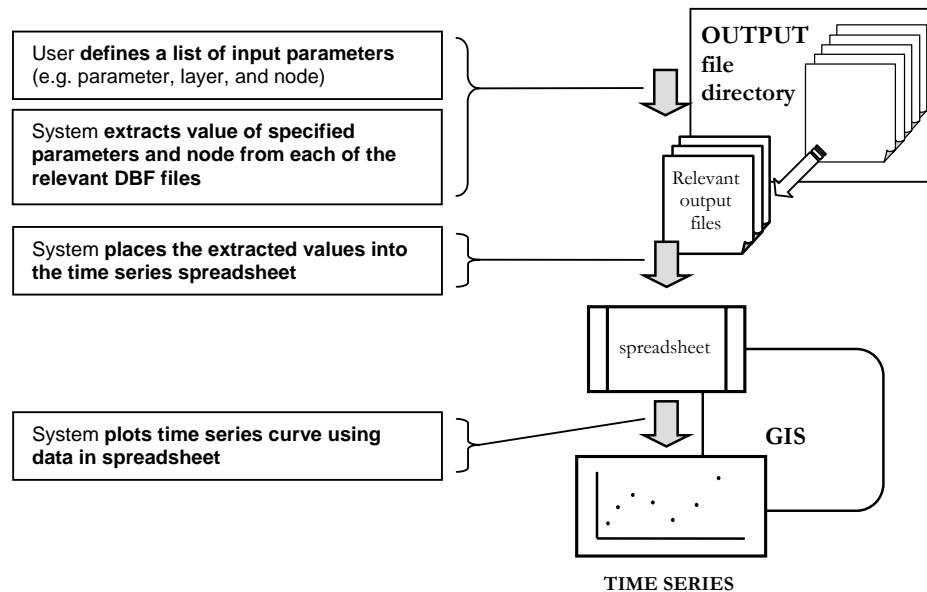 User defines a list of input parameters
(e.g. parameter, layer, and node)
System extracts value of specified
parameters and node from each of the
relevant DBF files
System places the extracted values into
the time series spreadsheet
System plots time series curve using
data in spreadsheet
OUTPUT
file
directory
Relevant
output
files
spreadsheet
GIS
TIME SERIES